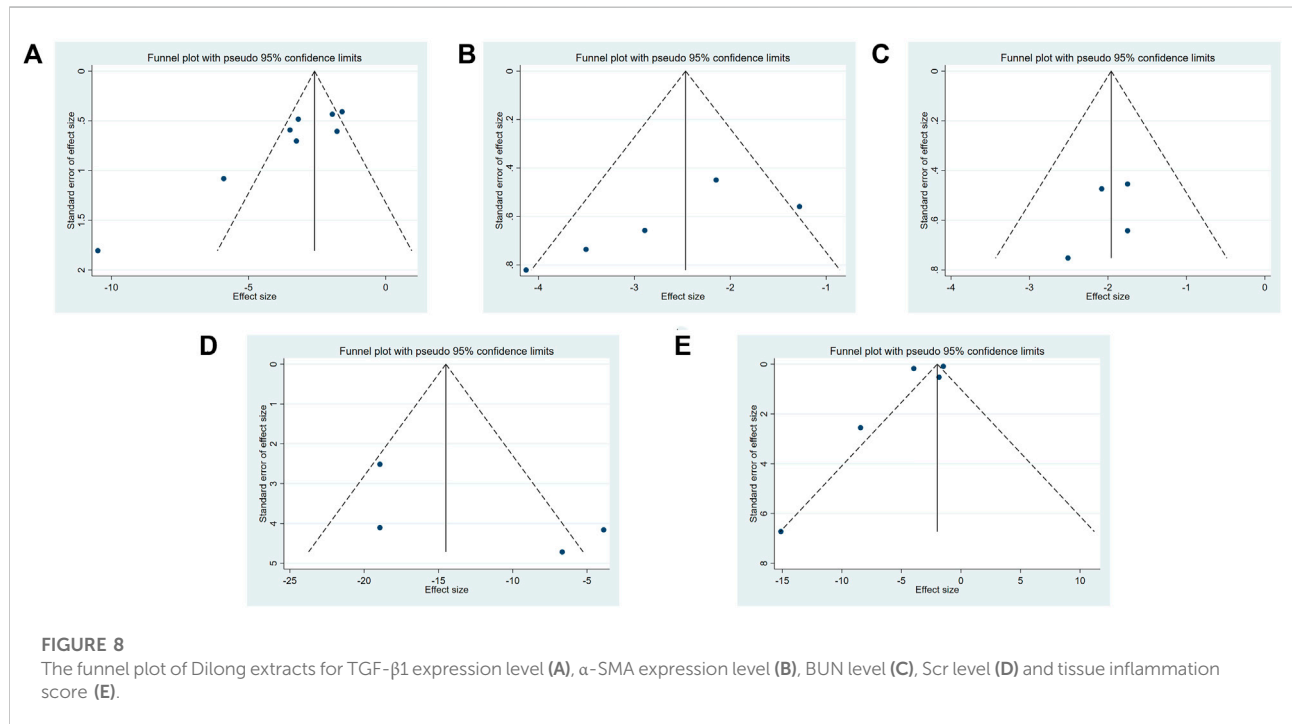 A
Funnel plot with pseudo 95% confidence limits
Standard error of effect size
0
.5
1
1.5
2
-10
-5
0
Effect size
B
Funnel plot with pseudo 95% confidence limits
Standard error of effect size
0
.2
.4
.6
.8
-4
-3
-2
-1
Effect size
C
Funnel plot with pseudo 95% confidence limits
Standard error of effect size
0
.2
.4
.6
.8
-4
-3
-2
-1
0
Effect size
D
Funnel plot with pseudo 95% confidence limits
Standard error of effect size
0
1
2
3
4
5
-25
-20
-15
-10
-5
Effect size
E
Funnel plot with pseudo 95% confidence limits
Standard error of effect size
0
2
4
6
8
-15
-10
-5
0
5
10
Effect size
FIGURE 8
The funnel plot of Dilong extracts for TGF-β1 expression level (A), α-SMA expression level (B), BUN level (C), Scr level (D) and tissue inflammation
score (E).